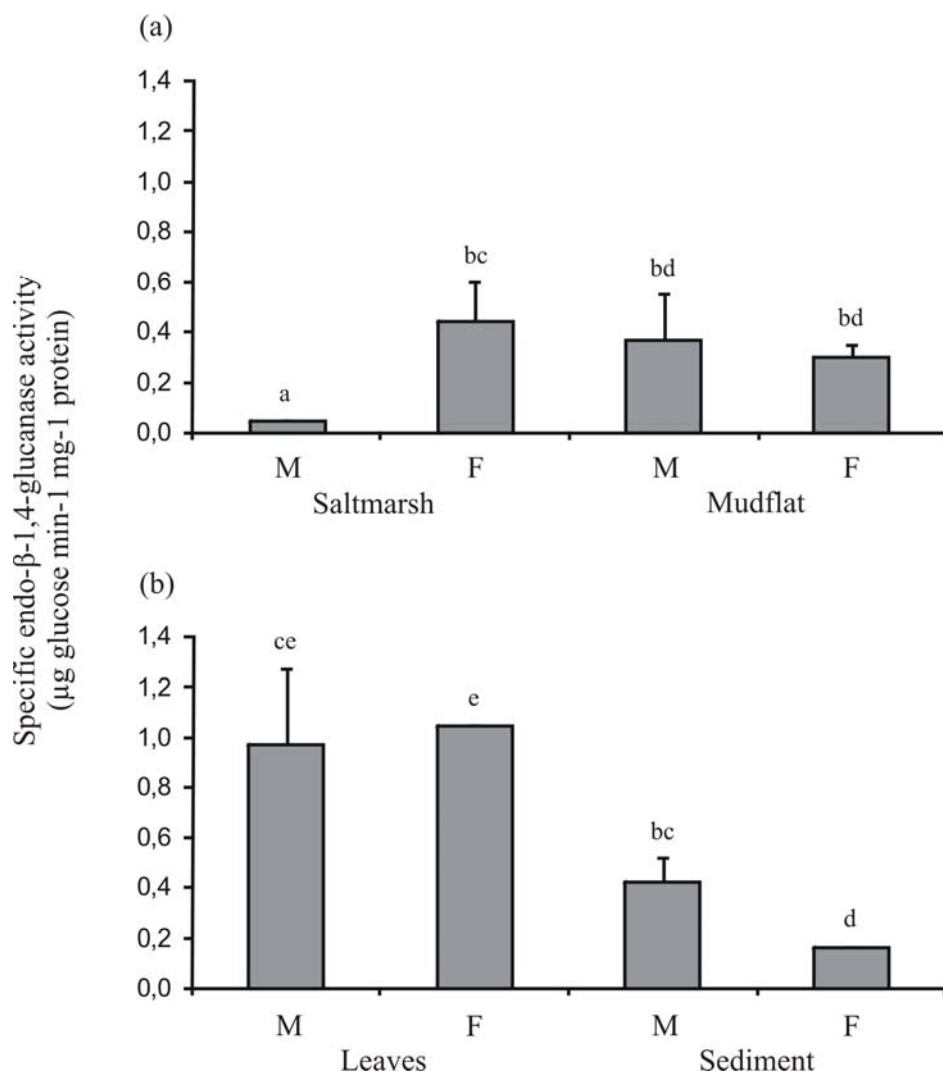 (a)
Specific endo-β-1,4-glucanase activity
(μg glucose min-1 mg-1 protein)
1,4
1,2
1,0
0,8
0,6
0,4
0,2
0,0
a
bc
bd
bd
M F M F
Saltmarsh Mudflat
(b)
1,4
1,2
1,0
0,8
0,6
0,4
0,2
0,0
ce
e
bc
d
M F M F
Leaves Sediment